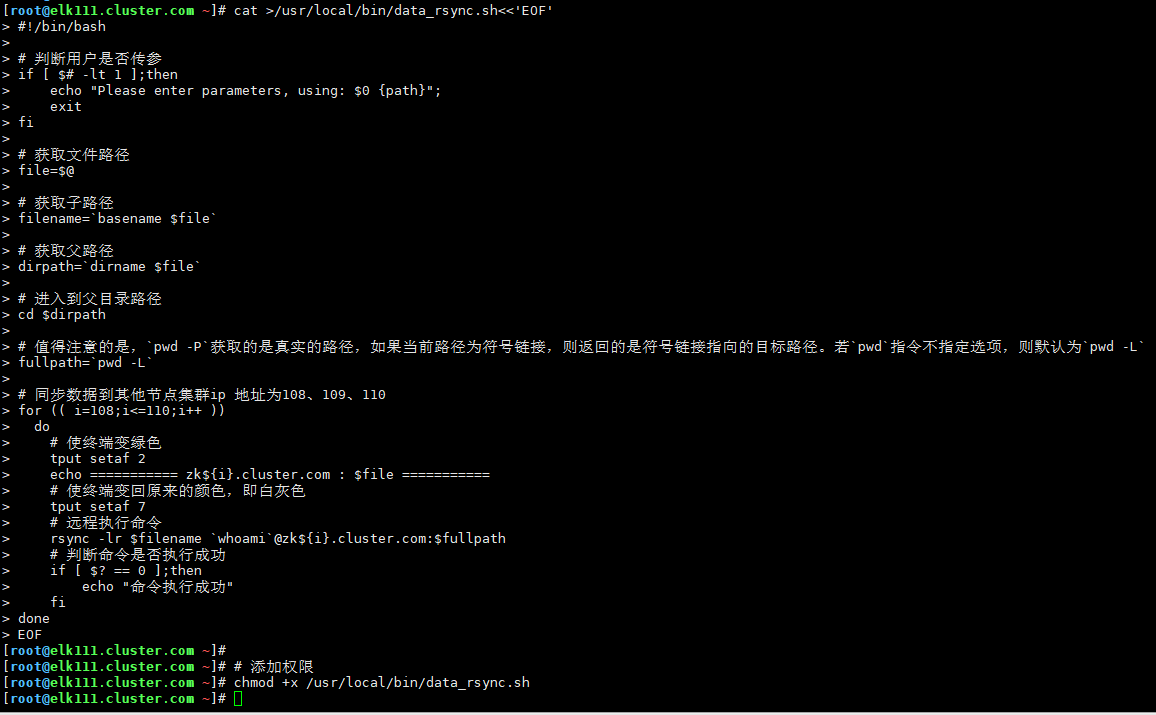 [root@elk111.cluster.com ~]# cat >/usr/local/bin/data_rsync.sh<<'EOF'
> #!/bin/bash
>
> # 判断用户是否传参
> if [ $# -lt 1 ];then
>     echo "Please enter parameters, using: $0 {path}";
>     exit
> fi
>
> # 获取文件路径
> file=$@
>
> # 获取子路径
> filename=`basename $file`
>
> # 获取父路径
> dirpath=`dirname $file`
>
> # 进入到父目录路径
> cd $dirpath
>
> # 值得注意的是，`pwd -P`获取的是真实的路径，如果当前路径为符号链接，则返回的是符号链接指向的目标路径。若`pwd`指令不指定选项，则默认为`pwd -L`
> fullpath=`pwd -L`
>
> # 同步数据到其他节点集群ip 地址为108、109、110
> for (( i=108;i<=110;i++ ))
>   do
>     # 使终端变绿色
>     tput setaf 2
>     echo =========== zk${i}.cluster.com : $file ===========
>     # 使终端变回原来的颜色，即白灰色
>     tput setaf 7
>     # 远程执行命令
>     rsync -lr $filename `whoami`@zk${i}.cluster.com:$fullpath
>     # 判断命令是否执行成功
>     if [ $? == 0 ];then
>         echo "命令执行成功"
>     fi
> done
> EOF
[root@elk111.cluster.com ~]#
[root@elk111.cluster.com ~]# # 添加权限
[root@elk111.cluster.com ~]# chmod +x /usr/local/bin/data_rsync.sh
[root@elk111.cluster.com ~]#